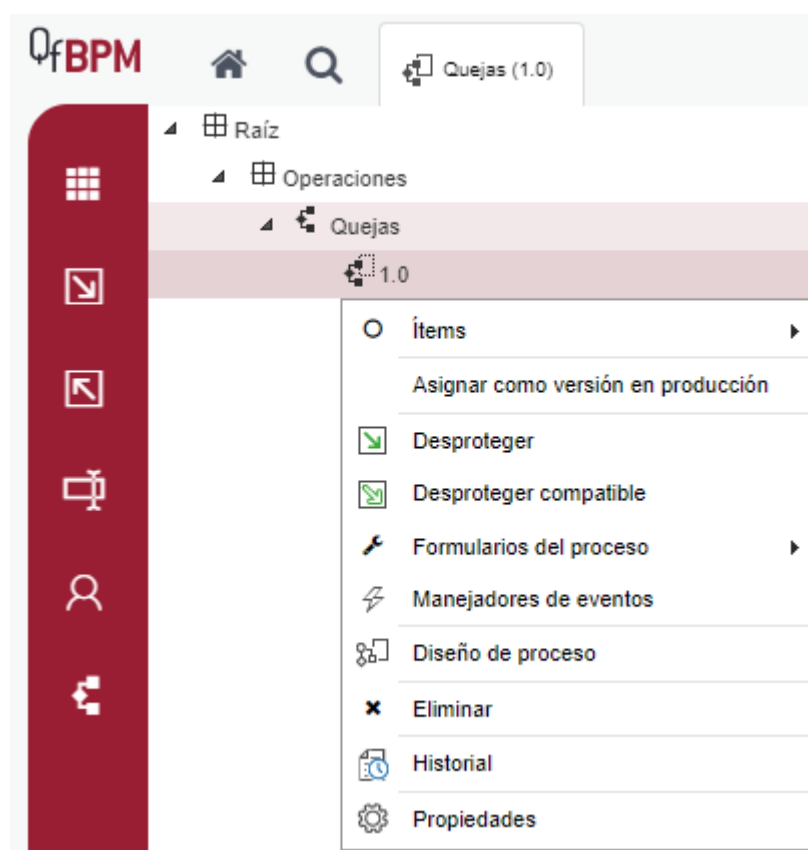 QfBPM
Quejas (1.0)
Raíz
Operaciones
Quejas
1.0
Ítems
Asignar como versión en producción
Desproteger
Desproteger compatible
Formularios del proceso
Manejadores de eventos
Diseño de proceso
Eliminar
Historial
Propiedades